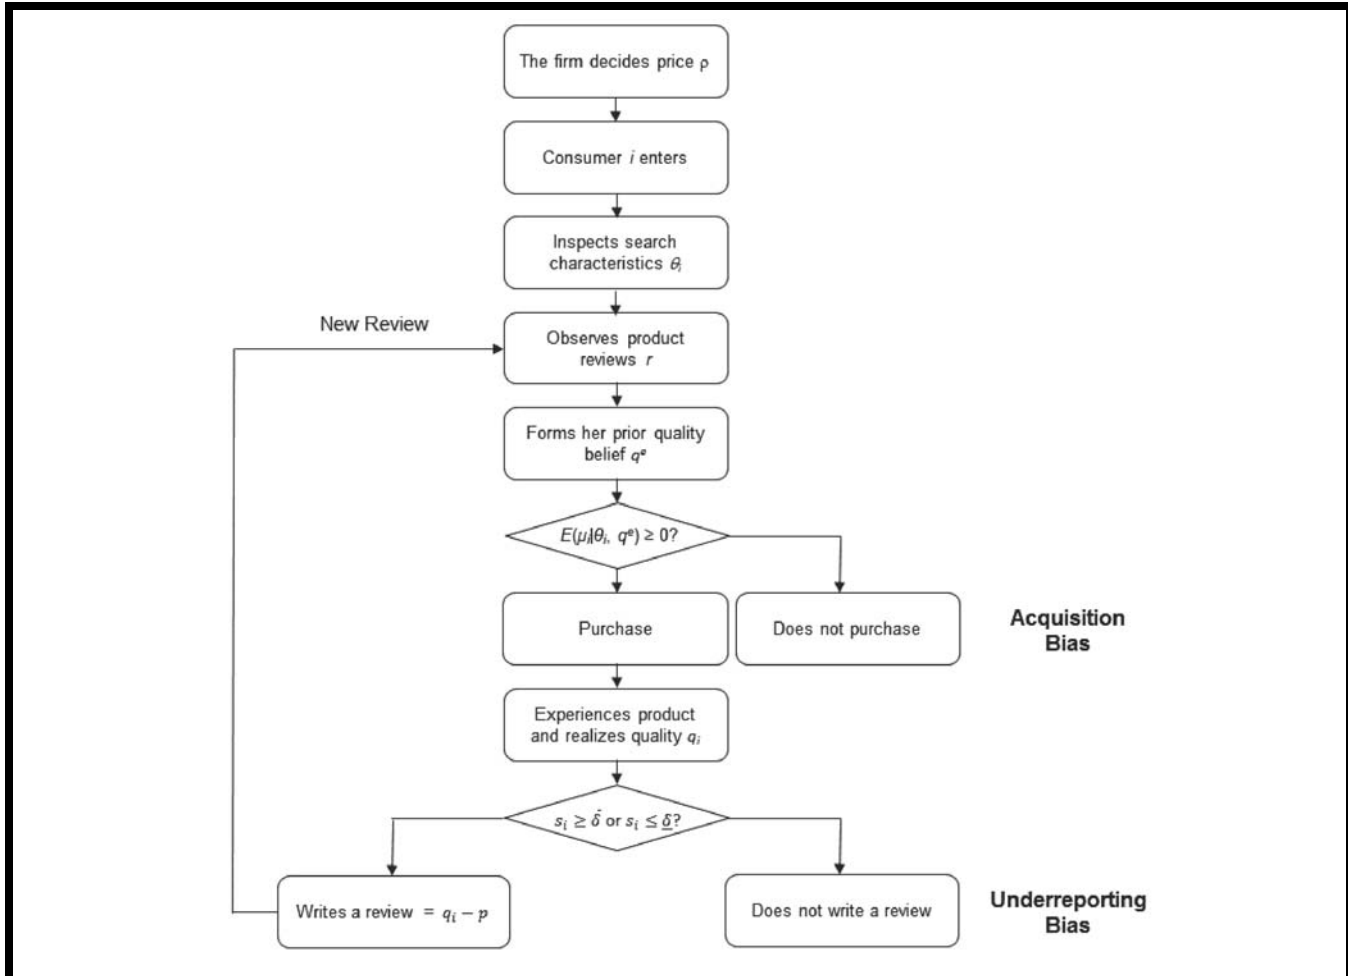 The firm decides price ρ
Consumer i enters
Inspects search
characteristics θᵢ
New Review
Observes product
reviews r
Forms her prior quality
belief qᵉ
E(μᵢ|θᵢ, qᵉ) ≥ 0?
Purchase
Does not purchase
Acquisition
Bias
Experiences product
and realizes quality qᵢ
sᵢ ≥ δ̄ or sᵢ ≤ δ̲?
Writes a review = qᵢ − p
Does not write a review
Underreporting
Bias